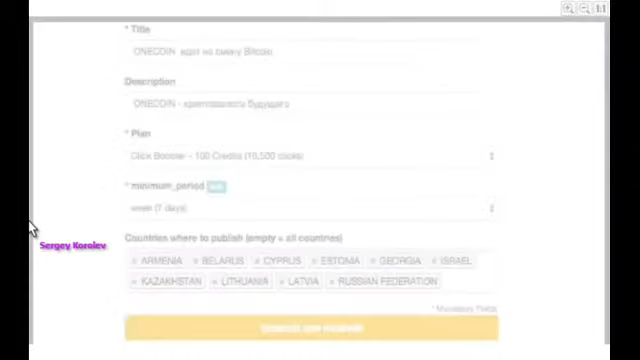 * Title
ONECOIN идет на смену Bitcoin
Description
ONECOIN - криптовалюта будущего
* Plan
Click Booster - 100 Credits (10,500 clicks)
* minimum_period
week (7 days)
Sergey Korolev
Countries where to publish (empty = all countries)
× ARMENIA × BELARUS × CYPRUS × ESTONIA × GEORGIA × ISRAEL
× KAZAKHSTAN × LITHUANIA × LATVIA × RUSSIAN FEDERATION
* Mandatory Fields